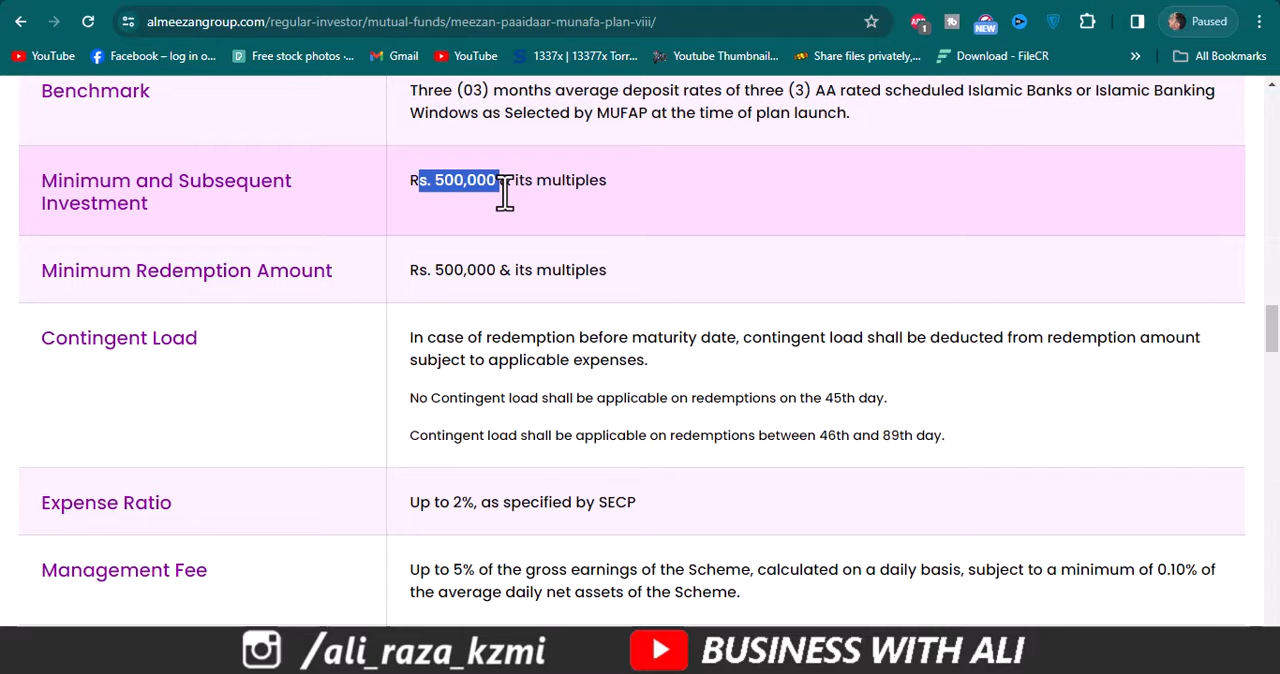 almeezangroup.com/regular-investor/mutual-funds/meezan-paaidaar-munafa-plan-viii/
1
tb
NEW
Paused
YouTube
Facebook – log in o...
Free stock photos -...
Gmail
YouTube
1337x | 13377x Torr...
Youtube Thumbnail...
Share files privately,...
Download - FileCR
»
All Bookmarks
Benchmark
Three (03) months average deposit rates of three (3) AA rated scheduled Islamic Banks or Islamic Banking
Windows as Selected by MUFAP at the time of plan launch.
Minimum and Subsequent
Investment
Rs. 500,000 & its multiples
Minimum Redemption Amount
Rs. 500,000 & its multiples
Contingent Load
In case of redemption before maturity date, contingent load shall be deducted from redemption amount
subject to applicable expenses.
No Contingent load shall be applicable on redemptions on the 45th day.
Contingent load shall be applicable on redemptions between 46th and 89th day.
Expense Ratio
Up to 2%, as specified by SECP
Management Fee
Up to 5% of the gross earnings of the Scheme, calculated on a daily basis, subject to a minimum of 0.10% of
the average daily net assets of the Scheme.
/ali_raza_kzmi
BUSINESS WITH ALI